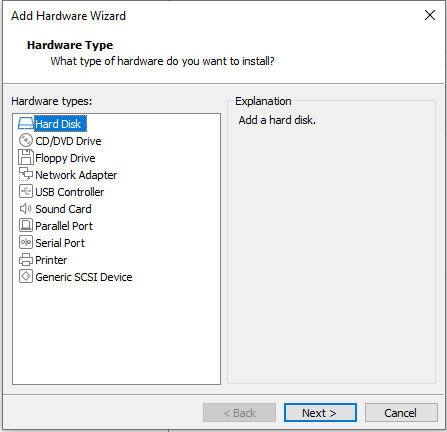 Add Hardware Wizard
Hardware Type
What type of hardware do you want to install?
Hardware types:
Hard Disk
CD/DVD Drive
Floppy Drive
Network Adapter
USB Controller
Sound Card
Parallel Port
Serial Port
Printer
Generic SCSI Device
Explanation
Add a hard disk.
< Back
Next >
Cancel